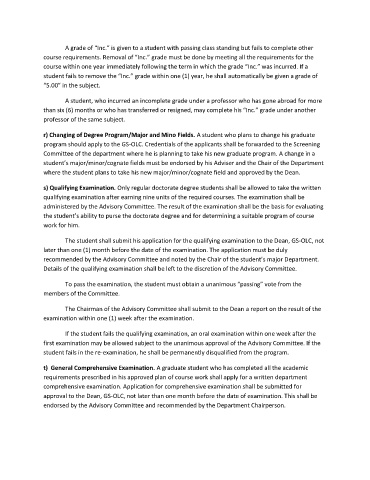 A grade of "Inc." is given to a student with passing class standing but fails to complete other
course requirements. Removal of "Inc." grade must be done by meeting all the requirements for the
course within one year immediately following the term in which the grade "Inc." was incurred. If a
student fails to remove the "Inc." grade within one (1) year, he shall automatically be given a grade of
"5.00" in the subject.
A student, who incurred an incomplete grade under a professor who has gone abroad for more
than six (6) months or who has transferred or resigned, may complete his "Inc." grade under another
professor of the same subject.
r) Changing of Degree Program/Major and Mino Fields. A student who plans to change his graduate
program should apply to the GS-OLC. Credentials of the applicants shall be forwarded to the Screening
Committee of the department where he is planning to take his new graduate program. A change in a
student's major/minor/cognate fields must be endorsed by his Adviser and the Chair of the Department
where the student plans to take his new major/minor/cognate field and approved by the Dean.
s) Qualifying Examination. Only regular doctorate degree students shall be allowed to take the written
qualifying examination after earning nine units of the required courses. The examination shall be
administered by the Advisory Committee. The result of the examination shall be the basis for evaluating
the student's ability to purse the doctorate degree and for determining a suitable program of course
work for him.
The student shall submit his application for the qualifying examination to the Dean, GS-OLC, not
later than one (1) month before the date of the examination. The application must be duly
recommended by the Advisory Committee and noted by the Chair of the student's major Department.
Details of the qualifying examination shall be left to the discretion of the Advisory Committee.
To pass the examination, the student must obtain a unanimous "passing" vote from the
members of the Committee.
The Chairman of the Advisory Committee shall submit to the Dean a report on the result of the
examination within one (1) week after the examination.
If the student fails the qualifying examination, an oral examination within one week after the
first examination may be allowed subject to the unanimous approval of the Advisory Committee. If the
student fails in the re-examination, he shall be permanently disqualified from the program.
t) General Comprehensive Examination. A graduate student who has completed all the academic
requirements prescribed in his approved plan of course work shall apply for a written department
comprehensive examination. Application for comprehensive examination shall be submitted for
approval to the Dean, GS-OLC, not later than one month before the date of examination. This shall be
endorsed by the Advisory Committee and recommended by the Department Chairperson.